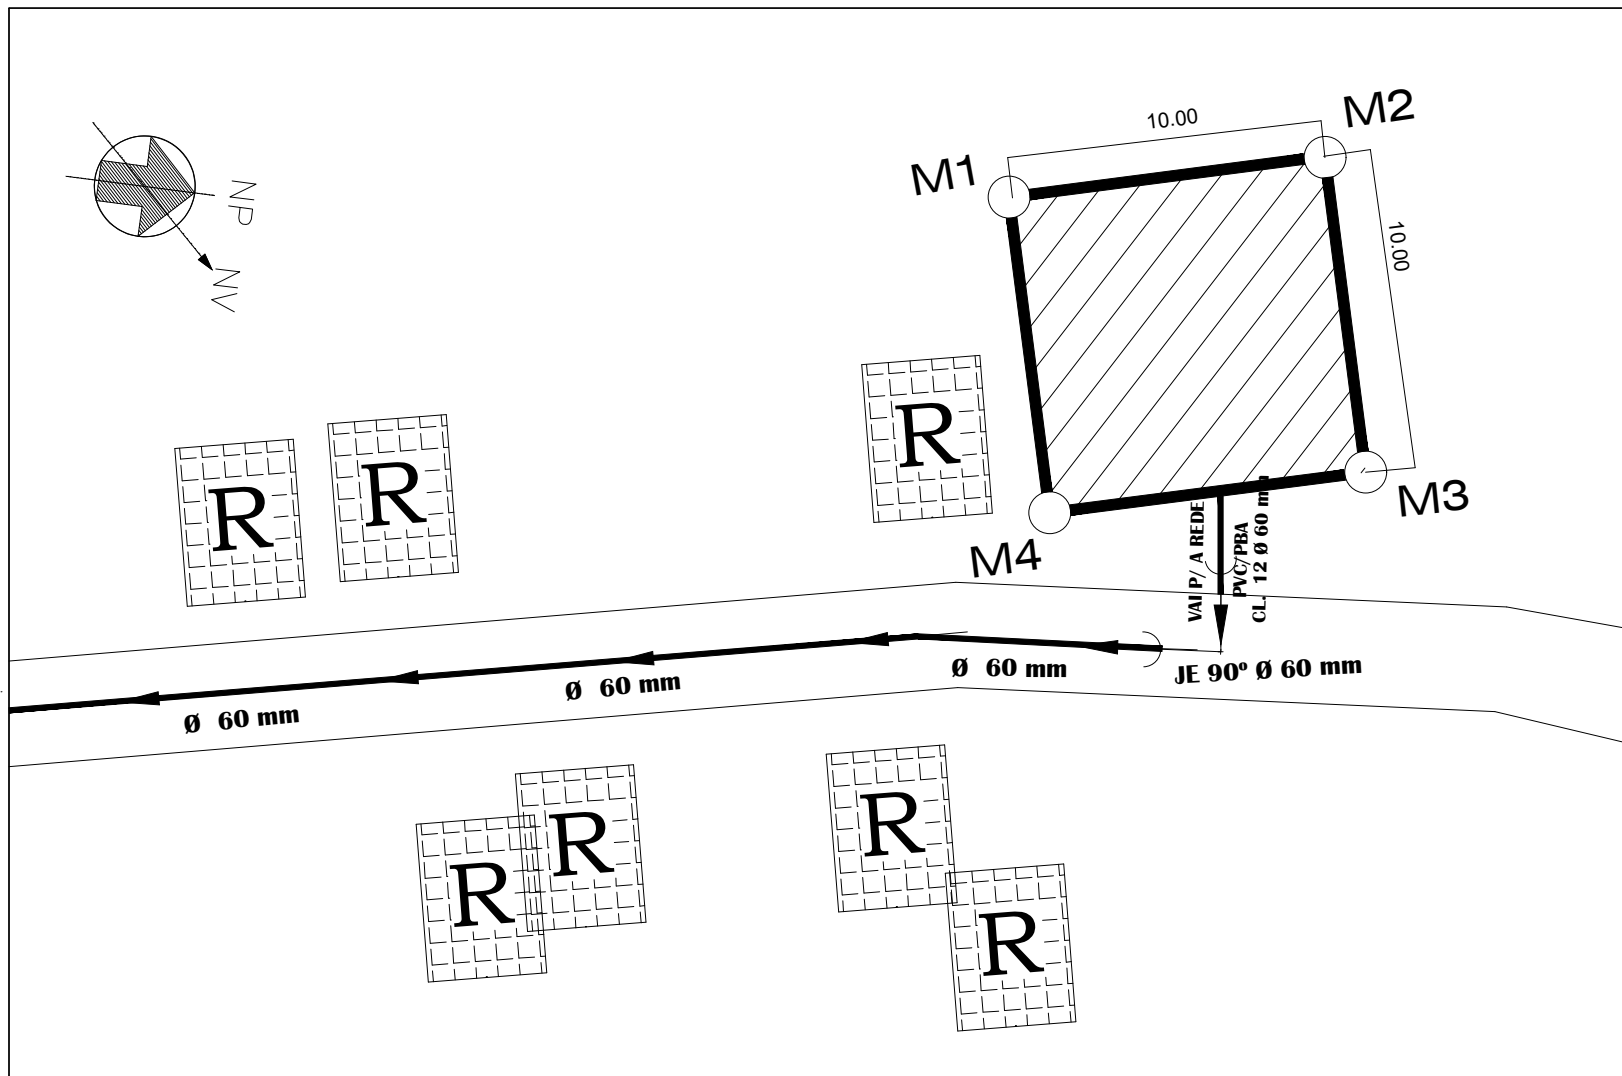 M2
10.00
M1
NP
10.00
NV
R
R
R
M3
VAI P/ A REDE
PVC/PBA
CL. 12 Ø 60 mm
M4
Ø 60 mm
JE 90º Ø 60 mm
Ø 60 mm
Ø 60 mm
R
R
R
R